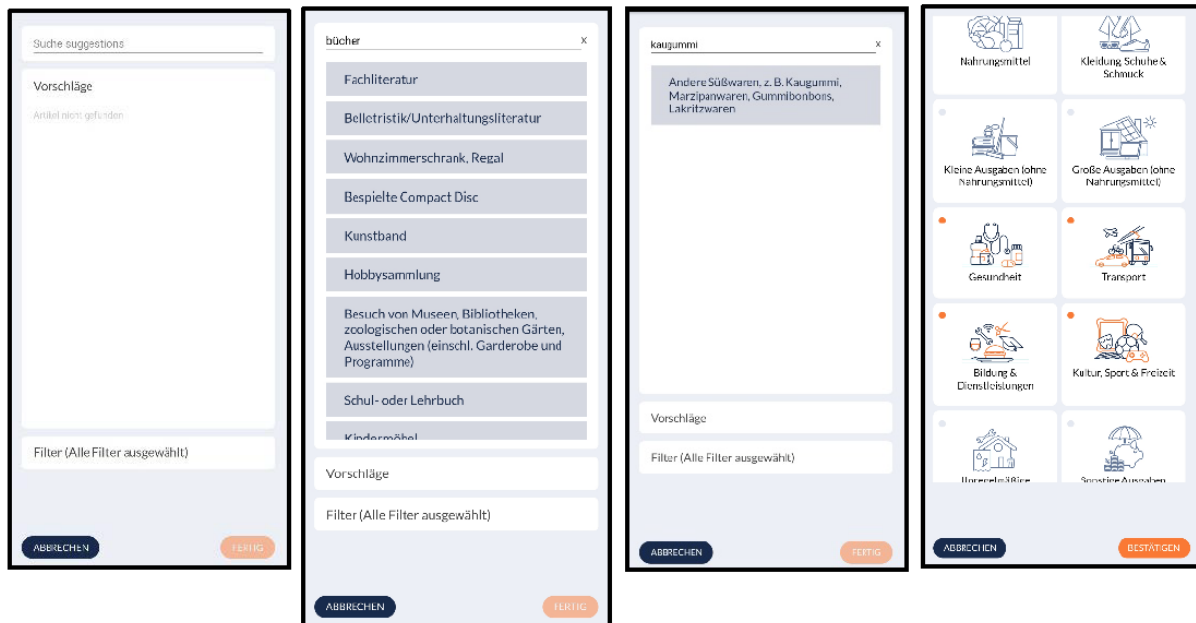 Suche suggestions
Vorschläge
Artikel nicht gefunden
Filter (Alle Filter ausgewählt)
ABBRECHEN
FERTIG
bücher
x
Fachliteratur
Belletristik/Unterhaltungsliteratur
Wohnzimmerschrank, Regal
Bespielte Compact Disc
Kunstband
Hobbysammlung
Besuch von Museen, Bibliotheken,
zoologischen oder botanischen Gärten,
Ausstellungen (einschl. Garderobe und
Programme)
Schul- oder Lehrbuch
Kindermöbel
Vorschläge
Filter (Alle Filter ausgewählt)
ABBRECHEN
FERTIG
kaugummi
x
Andere Süßwaren, z. B. Kaugummi,
Marzipanwaren, Gummibonbons,
Lakritzwaren
Vorschläge
Filter (Alle Filter ausgewählt)
ABBRECHEN
FERTIG
Nahrungsmittel
Kleidung, Schuhe &
Schmuck
Kleine Ausgaben (ohne
Nahrungsmittel)
Große Ausgaben (ohne
Nahrungsmittel)
Gesundheit
Transport
Bildung &
Dienstleistungen
Kultur, Sport & Freizeit
Unregelmäßige
Sonstige Ausgaben
ABBRECHEN
BESTÄTIGEN